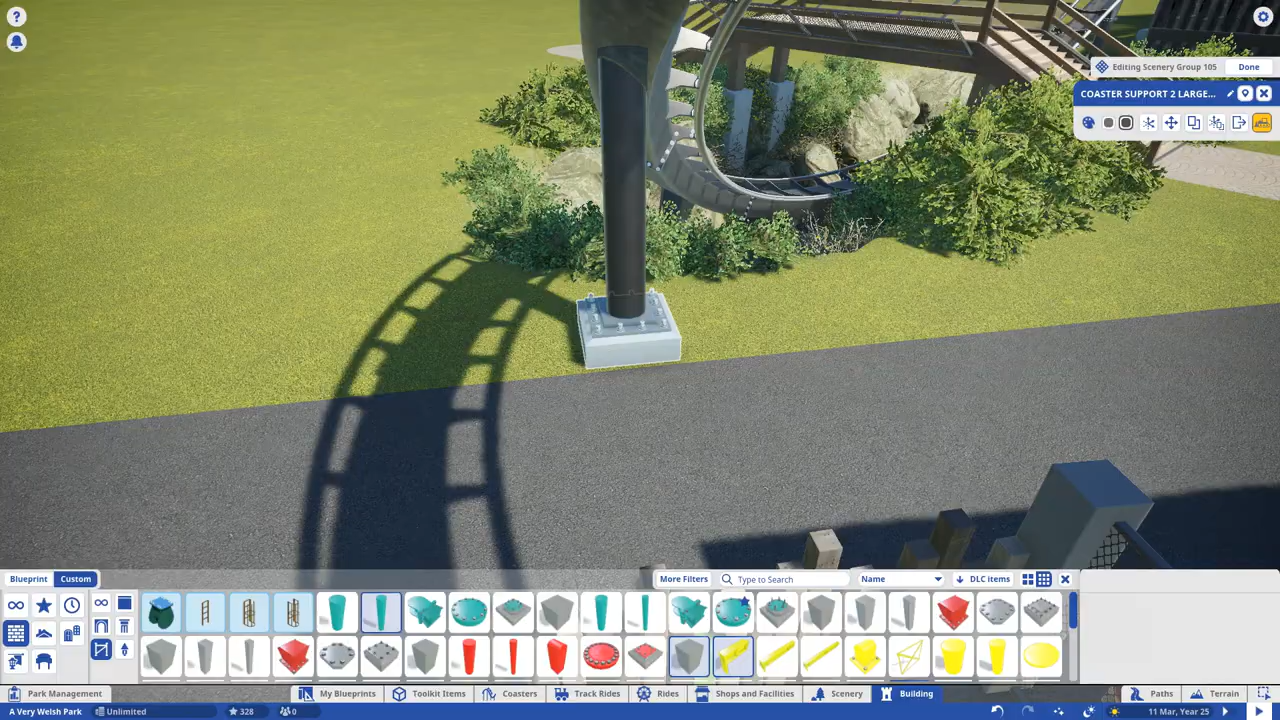 ?
Editing Scenery Group 105
Done
COASTER SUPPORT 2 LARGE...
Blueprint
Custom
More Filters
Type to Search
Name
DLC items
Park Management
My Blueprints
Toolkit Items
Coasters
Track Rides
Rides
Shops and Facilities
Scenery
Building
Paths
Terrain
A Very Welsh Park
Unlimited
328
0
11 Mar, Year 25